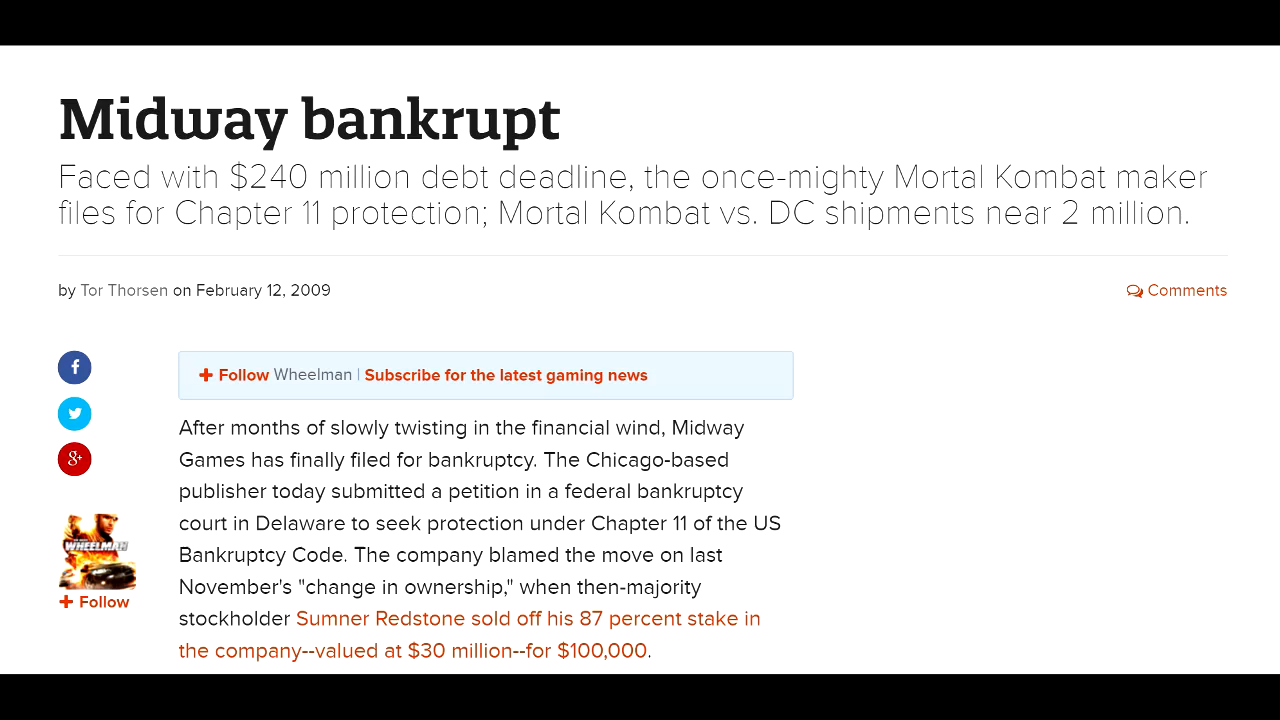 Midway bankrupt
Faced with $240 million debt deadline, the once-mighty Mortal Kombat maker
files for Chapter 11 protection; Mortal Kombat vs. DC shipments near 2 million.
by Tor Thorsen on February 12, 2009
Comments
Follow Wheelman | Subscribe for the latest gaming news
After months of slowly twisting in the financial wind, Midway
Games has finally filed for bankruptcy. The Chicago-based
publisher today submitted a petition in a federal bankruptcy
court in Delaware to seek protection under Chapter 11 of the US
Bankruptcy Code. The company blamed the move on last
November's "change in ownership," when then-majority
stockholder Sumner Redstone sold off his 87 percent stake in
the company--valued at $30 million--for $100,000.
WHEELMAN
Follow